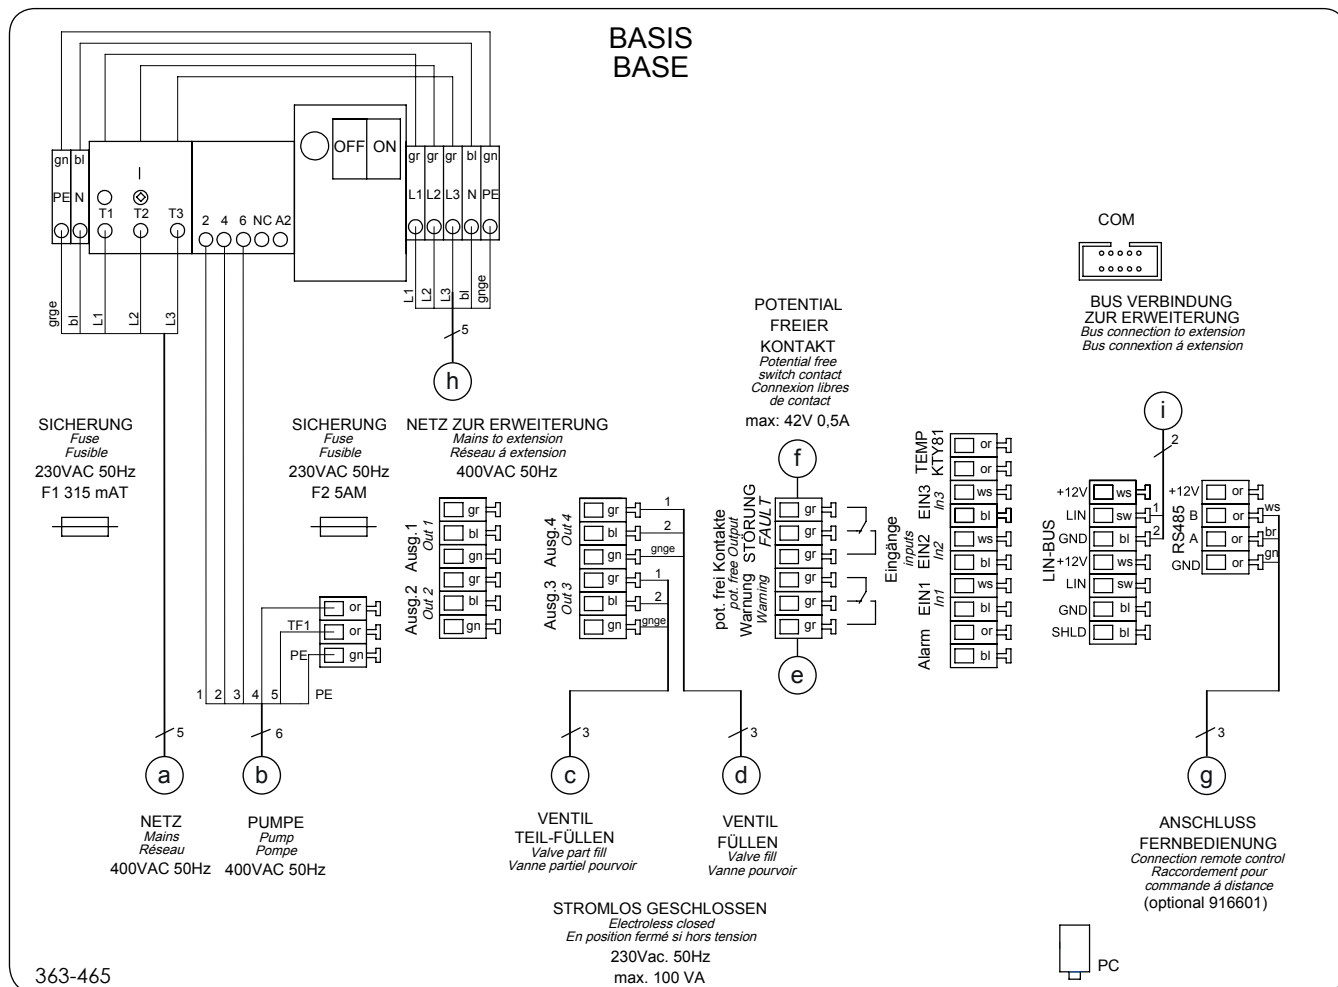 BASIS
BASE
OFF ON
gn bl
PE N
I
T1 T2 T3
2 4 6 NC A2
gr gr gr bl gn
L1 L2 L3 N PE
grge bl L1 L2 L3
L1 L2 L3 bl gnge
5
h
NETZ ZUR ERWEITERUNG
Mains to extension
Réseau á extension
400VAC 50Hz
SICHERUNG
Fuse
Fusible
230VAC 50Hz
F1 315 mAT
SICHERUNG
Fuse
Fusible
230VAC 50Hz
F2 5AM
COM
BUS VERBINDUNG
ZUR ERWEITERUNG
Bus connection to extension
Bus connextion á extension
POTENTIAL
FREIER
KONTAKT
Potential free
switch contact
Connexion libres
de contact
max: 42V 0,5A
f
i
2
Ausg.1
Out 1
gr
bl
gn
Ausg.2
Out 2
gr
bl
gn
Ausg.4
Out 4
gr 1
bl 2
gn gnge
Ausg.3
Out 3
gr 1
bl 2
gn gnge
pot. frei Kontakte
pot. free Output
STÖRUNG
FAULT
gr
gr
gr
Warnung
Warning
gr
gr
gr
e
Eingänge
inputs
TEMP
KTY81
or
or
EIN3
In3
ws
bl
EIN2
In2
ws
bl
EIN1
In1
ws
bl
Alarm
or
bl
LIN-BUS
+12V ws
LIN sw 1
GND bl 2
+12V ws
LIN sw
GND bl
SHLD bl
RS485
+12V or
B or ws
A or br
GND or gn
or
TF1 or
PE gn
1 2 3 4 5 PE
5
a
NETZ
Mains
Réseau
400VAC 50Hz
6
b
PUMPE
Pump
Pompe
400VAC 50Hz
3
c
VENTIL
TEIL-FÜLLEN
Valve part fill
Vanne partiel pourvoir
3
d
VENTIL
FÜLLEN
Valve fill
Vanne pourvoir
STROMLOS GESCHLOSSEN
Electroless closed
En position fermé si hors tension
230Vac. 50Hz
max. 100 VA
3
g
ANSCHLUSS
FERNBEDIENUNG
Connection remote control
Raccordement pour
commande á distance
(optional 916601)
PC
363-465